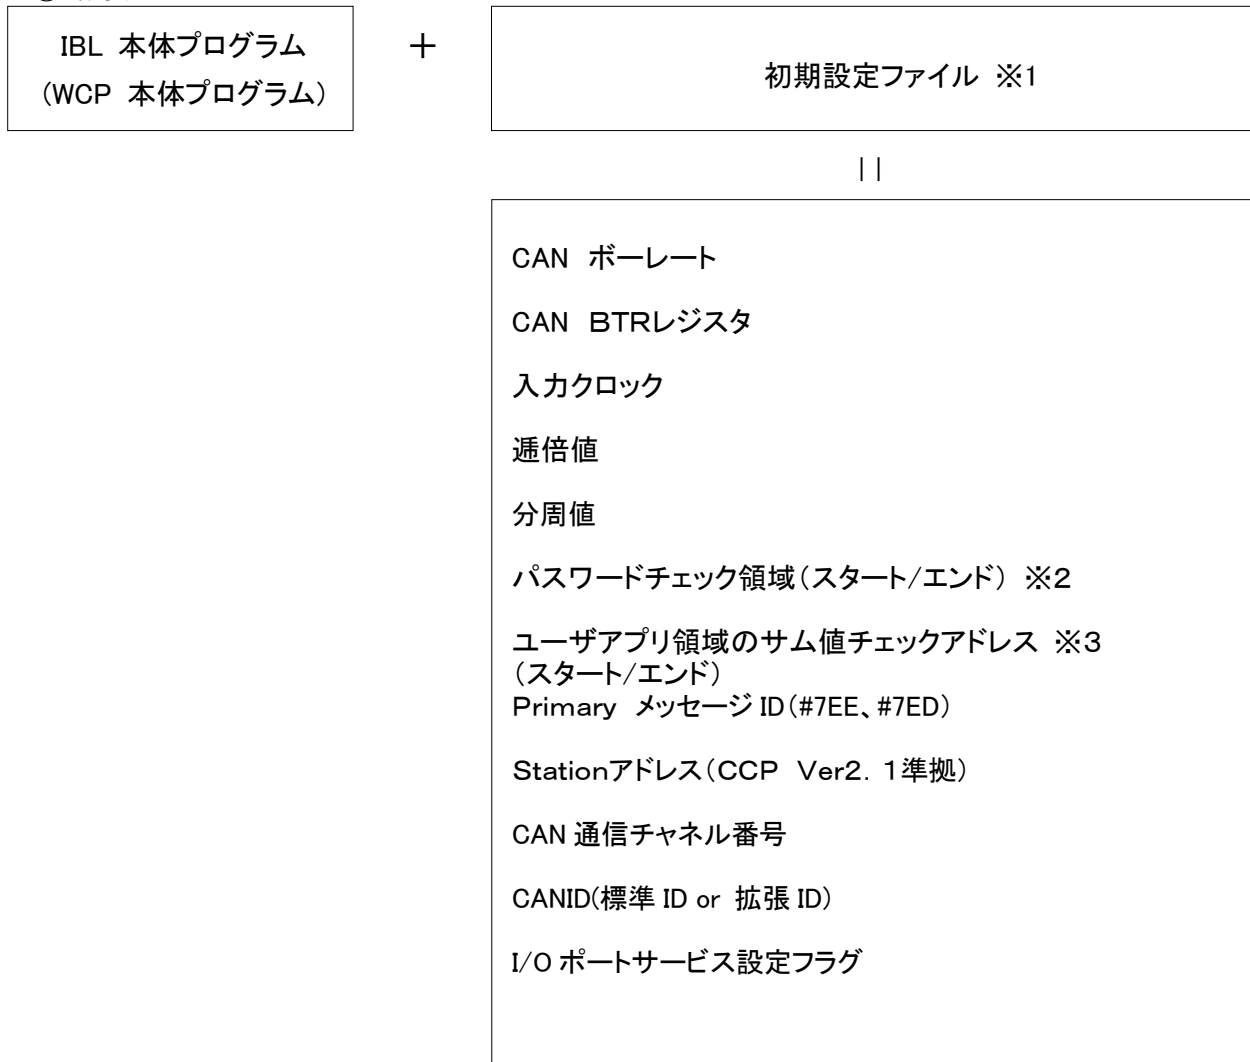 IBL 本体プログラム
(WCP 本体プログラム)
+
初期設定ファイル ※1
||
CAN ボーレート
CAN BTRレジスタ
入力クロック
逓倍値
分周値
パスワードチェック領域(スタート/エンド) ※2
ユーザアプリ領域のサム値チェックアドレス ※3
(スタート/エンド)
Primary メッセージ ID(#7EE、#7ED)
Stationアドレス(CCP Ver2.1準拠)
CAN 通信チャネル番号
CANID(標準 ID or 拡張 ID)
I/O ポートサービス設定フラグ